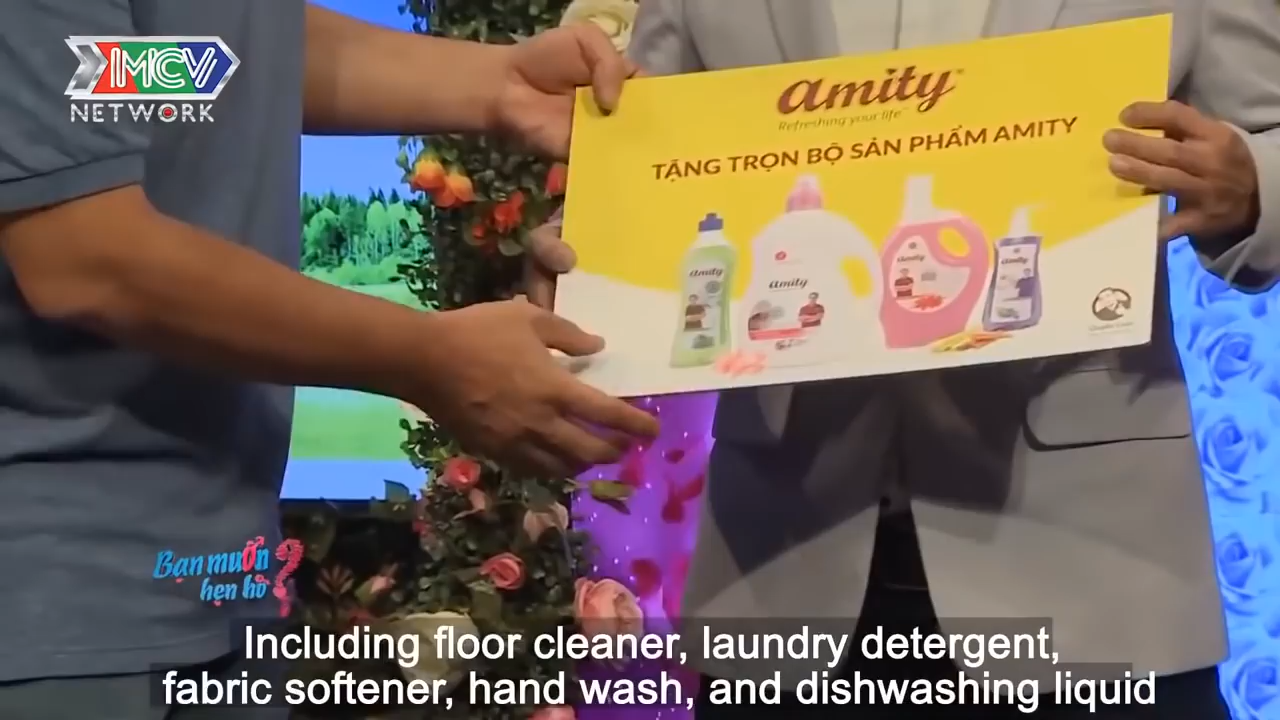 MCV
NETWORK
amity
Refreshing your life
TẶNG TRỌN BỘ SẢN PHẨM AMITY
amity
amity
amity
amity
Bạn muốn
hẹn hò?
Including floor cleaner, laundry detergent,
fabric softener, hand wash, and dishwashing liquid